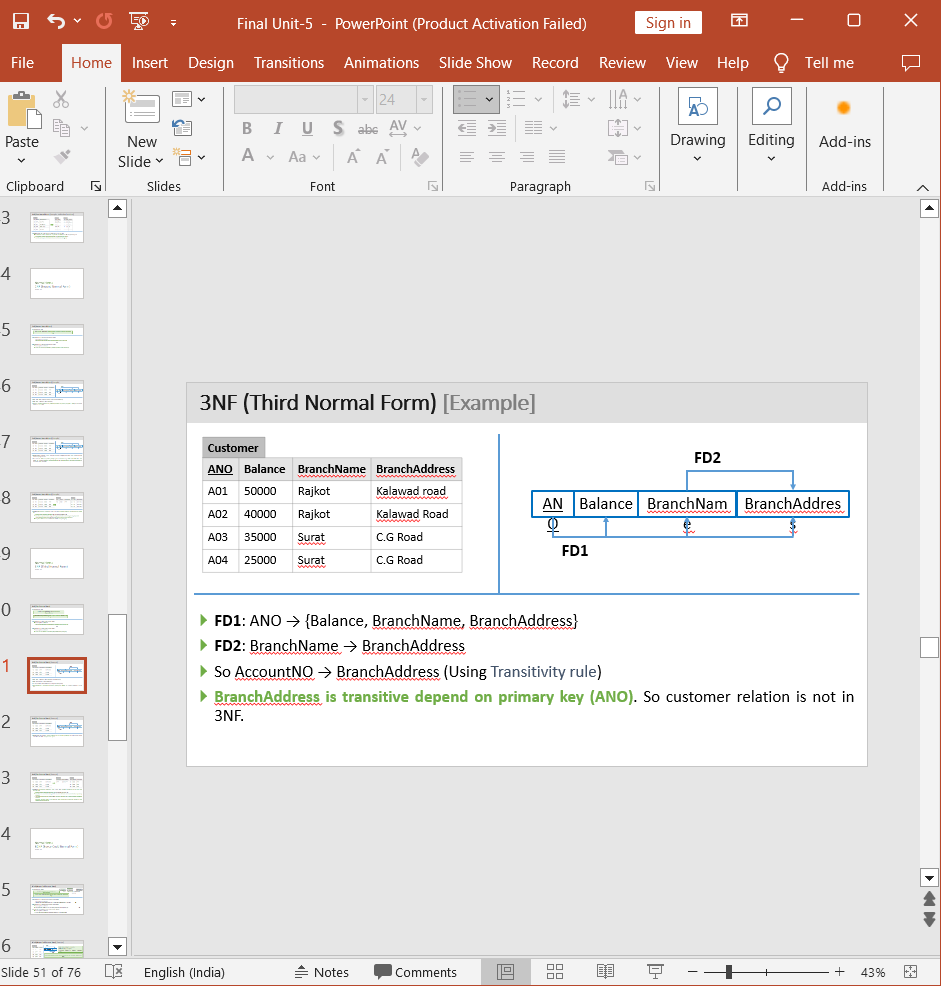 Final Unit-5 - PowerPoint (Product Activation Failed)
Sign in
File Home Insert Design Transitions Animations Slide Show Record Review View Help Tell me
Paste
Clipboard
New
Slide
Slides
24
B I U S abc AV
A Aa A A
Font
Paragraph
Drawing
Editing
Add-ins
Add-ins
3
4
5
6
7
8
9
0
1
2
3
4
5
6
3NF (Third Normal Form) [Example]
Customer
ANO Balance BranchName BranchAddress
A01 50000 Rajkot Kalawad road
A02 40000 Rajkot Kalawad Road
A03 35000 Surat C.G Road
A04 25000 Surat C.G Road
FD2
AN Balance BranchNam BranchAddres
O e s
FD1
FD1: ANO → {Balance, BranchName, BranchAddress}
FD2: BranchName → BranchAddress
So AccountNO → BranchAddress (Using Transitivity rule)
BranchAddress is transitive depend on primary key (ANO). So customer relation is not in
3NF.
Slide 51 of 76 English (India) Notes Comments 43%